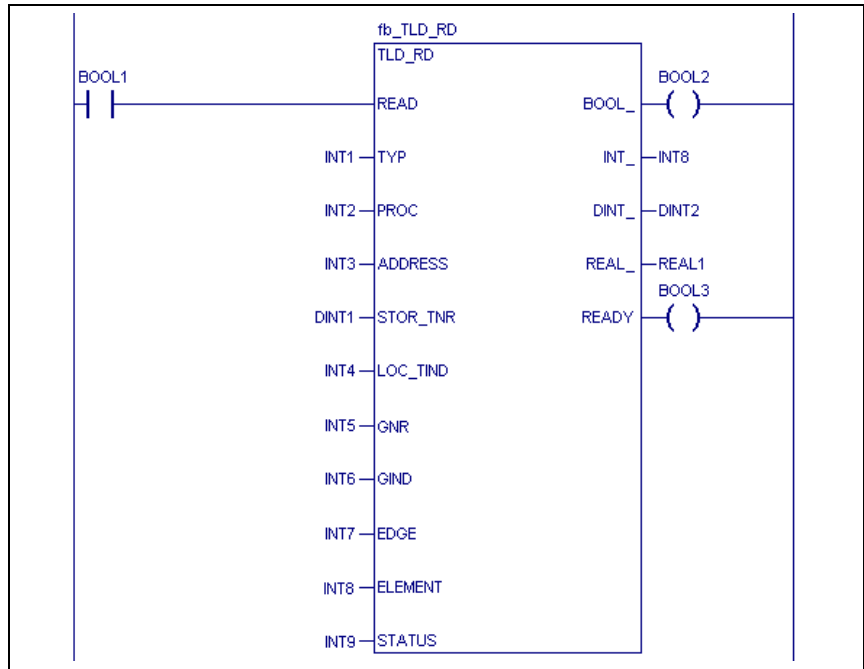 fb_TLD_RD
TLD_RD
BOOL1 READ BOOL_ BOOL2
INT1 TYP INT_ INT8
INT2 PROC DINT_ DINT2
INT3 ADDRESS REAL_ REAL1
DINT1 STOR_TNR READY BOOL3
INT4 LOC_TIND
INT5 GNR
INT6 GIND
INT7 EDGE
INT8 ELEMENT
INT9 STATUS